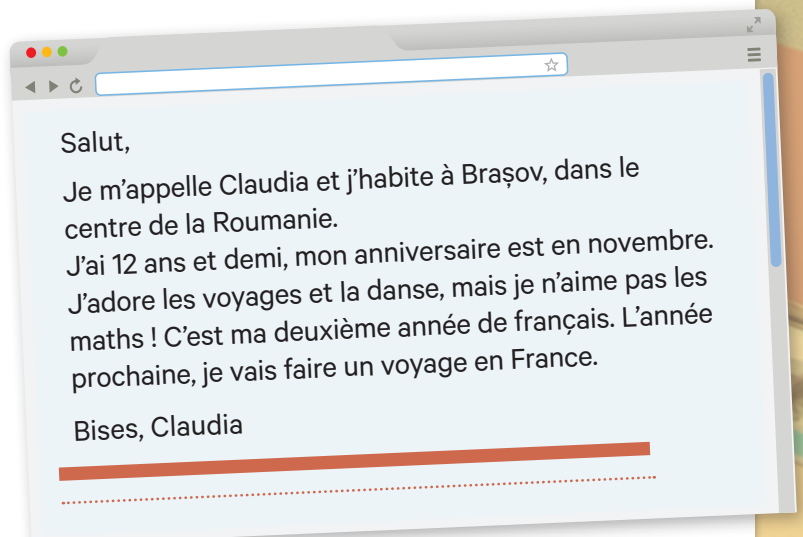 Salut,
Je m'appelle Claudia et j'habite à Brașov, dans le
centre de la Roumanie.
J'ai 12 ans et demi, mon anniversaire est en novembre.
J'adore les voyages et la danse, mais je n'aime pas les
maths ! C'est ma deuxième année de français. L'année
prochaine, je vais faire un voyage en France.
Bises, Claudia